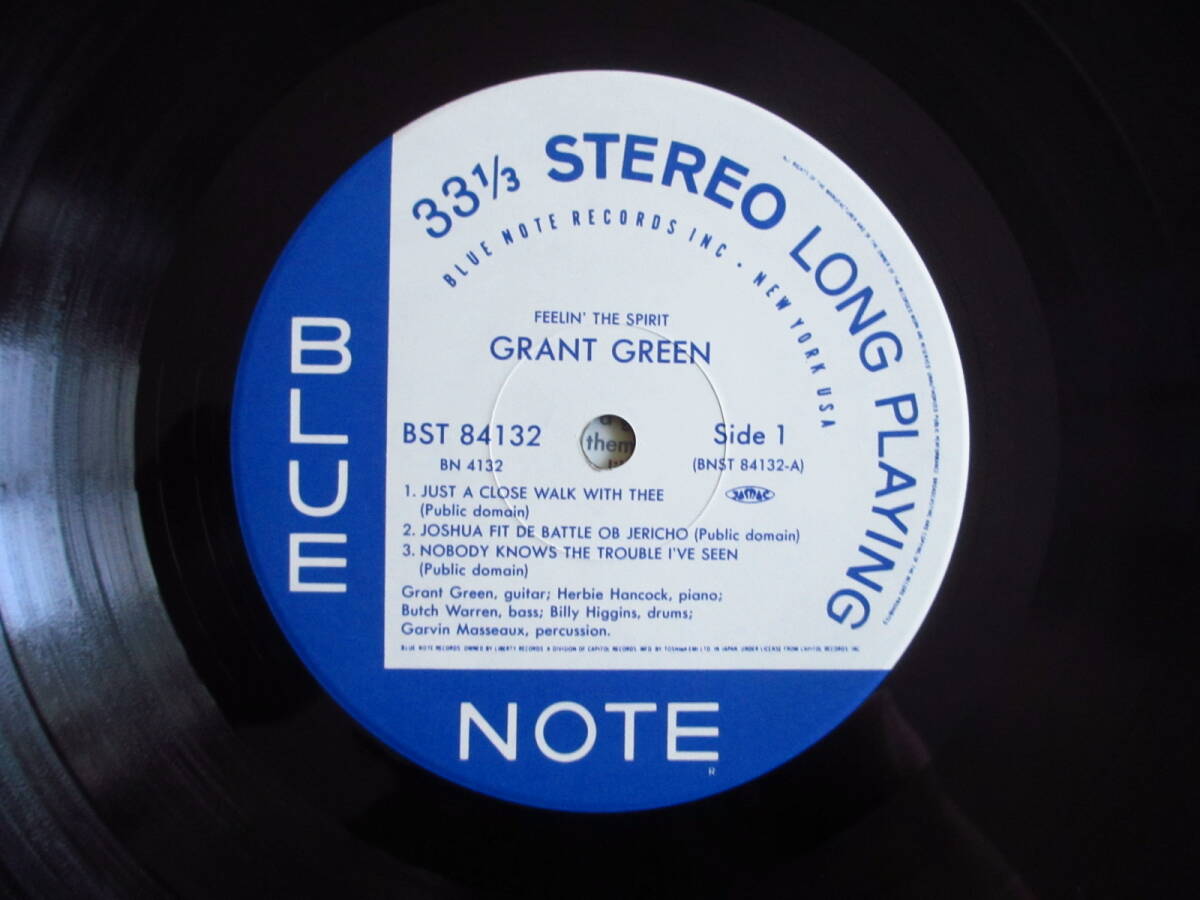 33 1/3 STEREO LONG PLAYING
BLUE NOTE RECORDS INC. NEW YORK USA
FEELIN' THE SPIRIT
GRANT GREEN
BST 84132
Side 1
BN 4132
(BNST 84132-A)
1. JUST A CLOSE WALK WITH THEE
(Public domain)
2. JOSHUA FIT DE BATTLE OB JERICHO (Public domain)
3. NOBODY KNOWS THE TROUBLE I'VE SEEN
(Public domain)
Grant Green, guitar; Herbie Hancock, piano;
Butch Warren, bass; Billy Higgins, drums;
Garvin Masseaux, percussion.
BLUE NOTE RECORDS OWNED BY LIBERTY RECORDS A DIVISION OF CAPITOL RECORDS MFD BY TOSHIBA EMI LTD. IN JAPAN. UNDER LICENSE FROM CAPITOL RECORDS INC
BLUE
NOTE
R
them
JASRAC